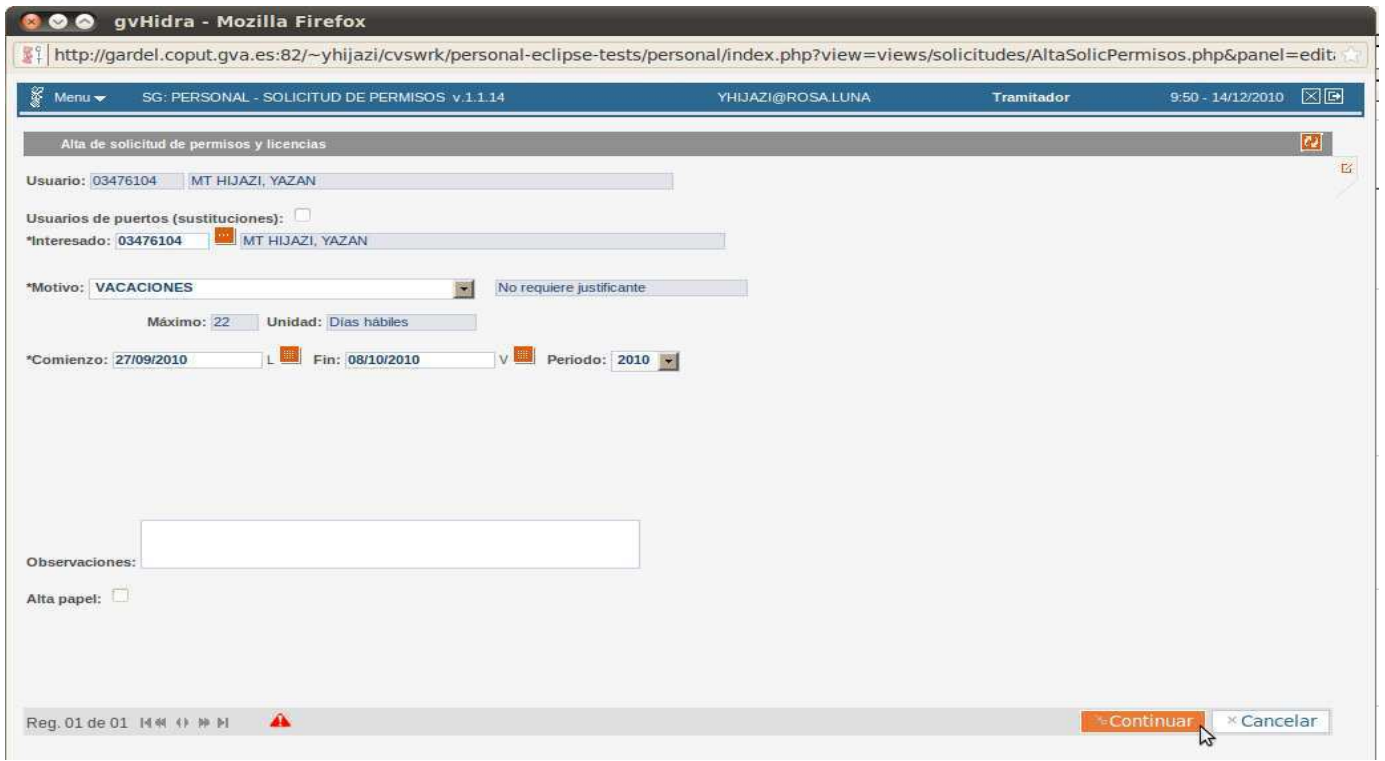 gvHidra - Mozilla Firefox
http://gardel.coput.gva.es:82/~yhijazi/cvswrk/personal-eclipse-tests/personal/index.php?view=views/solicitudes/AltaSolicPermisos.php&panel=edit
Menu SG: PERSONAL - SOLICITUD DE PERMISOS v.1.1.14 YHIJAZI@ROSA.LUNA Tramitador 9:50 - 14/12/2010
Alta de solicitud de permisos y licencias
Usuario: 03476104 MT HIJAZI, YAZAN
Usuarios de puertos (sustituciones):
*Interesado: 03476104 MT HIJAZI, YAZAN
*Motivo: VACACIONES No requiere justificante
Máximo: 22 Unidad: Días hábiles
*Comienzo: 27/09/2010 L Fin: 08/10/2010 V Periodo: 2010
Observaciones:
Alta papel:
Reg. 01 de 01 Continuar Cancelar